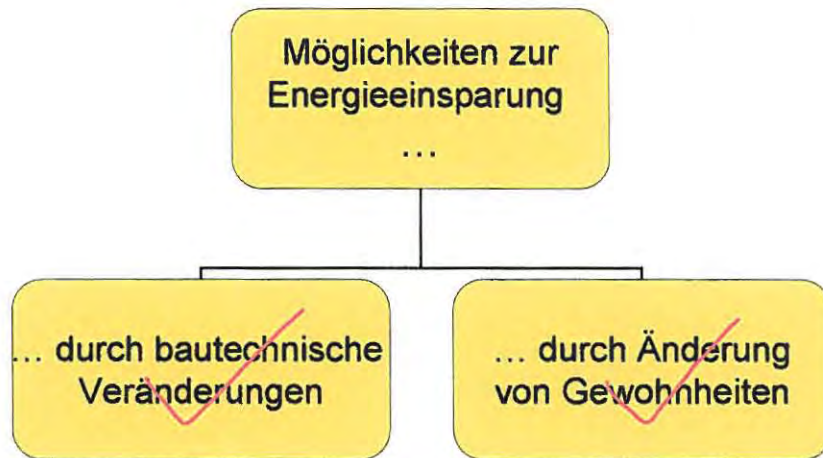 Möglichkeiten zur
Energieeinsparung
...
... durch bautechnische
Veränderungen
... durch Änderung
von Gewohnheiten